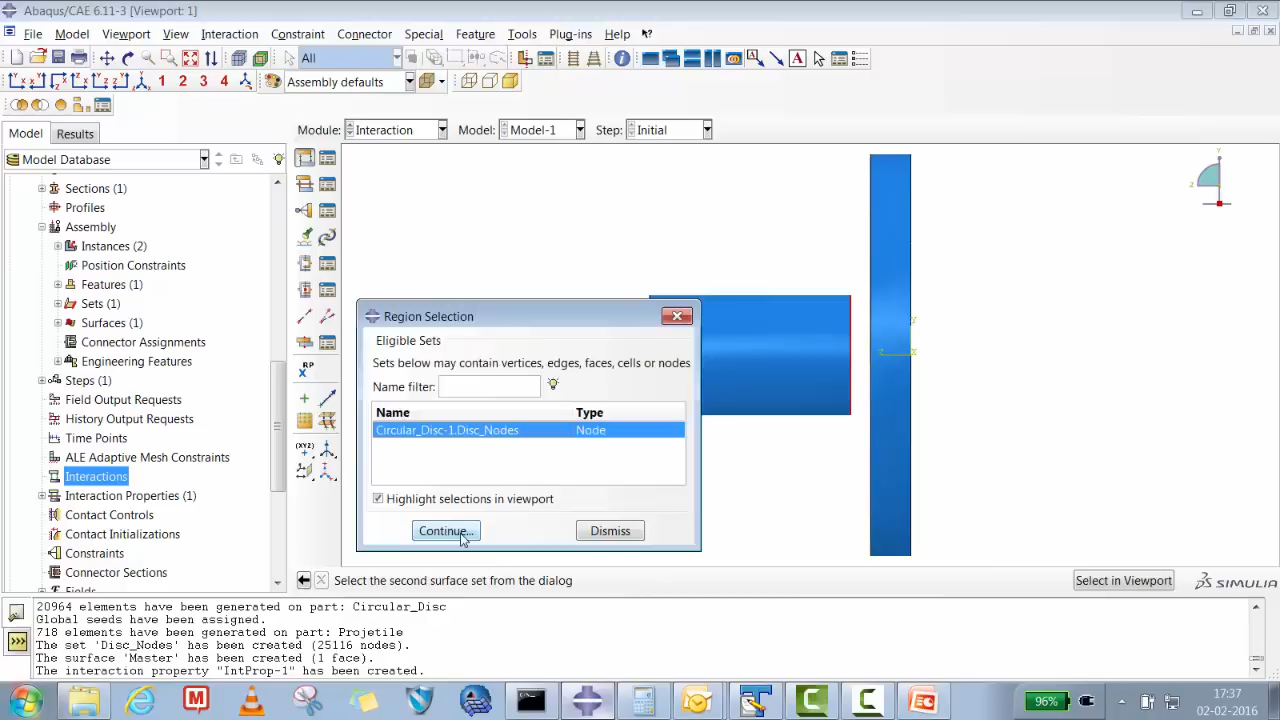 Abaqus/CAE 6.11-3 [Viewport: 1]
File Model Viewport View Interaction Constraint Connector Special Feature Tools Plug-ins Help
All
1 2 3 4 Assembly defaults
Model Results
Module: Interaction Model: Model-1 Step: Initial
Model Database
Sections (1)
Profiles
Assembly
Instances (2)
Position Constraints
Features (1)
Sets (1)
Surfaces (1)
Connector Assignments
Engineering Features
Steps (1)
Field Output Requests
History Output Requests
Time Points
ALE Adaptive Mesh Constraints
Interactions
Interaction Properties (1)
Contact Controls
Contact Initializations
Constraints
Connector Sections
Fields
RP
(XYZ)
Y
Z
Y
Z X
Region Selection
Eligible Sets
Sets below may contain vertices, edges, faces, cells or nodes
Name filter:
Name Type
Circular_Disc-1.Disc_Nodes Node
Highlight selections in viewport
Continue... Dismiss
Select the second surface set from the dialog
Select in Viewport
SIMULIA
20964 elements have been generated on part: Circular_Disc
Global seeds have been assigned.
718 elements have been generated on part: Projetile
The set 'Disc_Nodes' has been created (25116 nodes).
The surface 'Master' has been created (1 face).
The interaction property "IntProp-1" has been created.
>>>
96%
17:37
02-02-2016